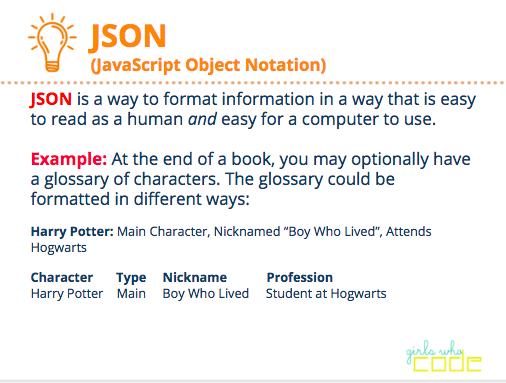 JSON
(JavaScript Object Notation)
JSON is a way to format information in a way that is easy
to read as a human and easy for a computer to use.
Example: At the end of a book, you may optionally have
a glossary of characters. The glossary could be
formatted in different ways:
Harry Potter: Main Character, Nicknamed “Boy Who Lived”, Attends
Hogwarts
Character Type Nickname Profession
Harry Potter Main Boy Who Lived Student at Hogwarts
girls who
CODE